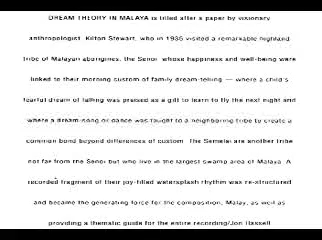 DREAM THEORY IN MALAYA is titled after a paper by visionary
anthropologist, Kilton Stewart, who in 1935 visited a remarkable highland
tribe of Malayan aborigines, the Senoi, whose happiness and well-being were
linked to their morning custom of family dream-telling — where a child's
fearful dream of falling was praised as a gift to learn to fly the next night and
where a dream-song or dance was taught to a neighboring tribe to create a
common bond beyond differences of custom. The Semelai are another tribe
not far from the Senoi but who live in the largest swamp area of Malaya. A
recorded fragment of their joy-filled watersplash rhythm was re-structured
and became the generating force for the composition, Malay, as well as
providing a thematic guide for the entire recording/Jon Hassell